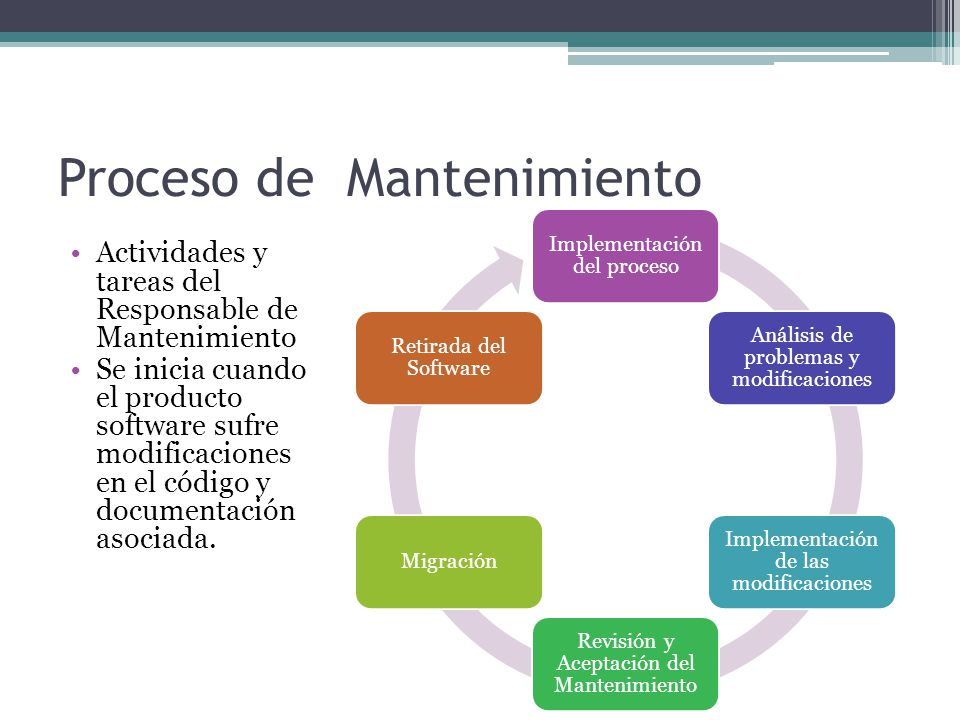 Proceso de  Mantenimiento
• Actividades y
tareas del
Responsable de
Mantenimiento
• Se inicia cuando
el producto
software sufre
modificaciones
en el código y
documentación
asociada.
Implementación
del proceso
Análisis de
problemas y
modificaciones
Implementación
de las
modificaciones
Revisión y
Aceptación del
Mantenimiento
Migración
Retirada del
Software